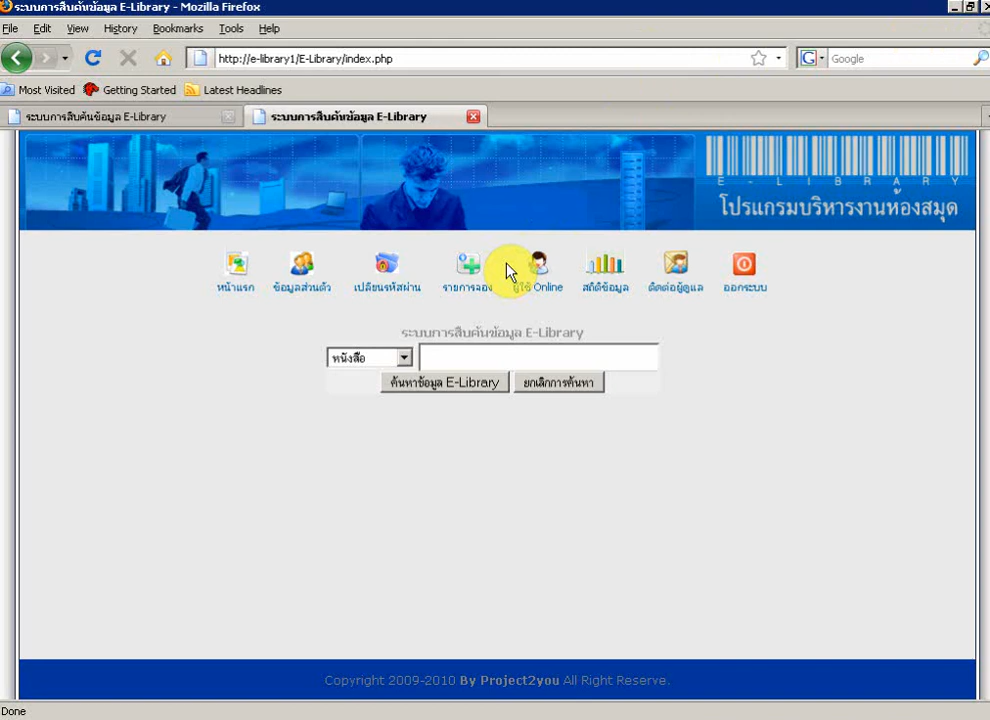 ระบบการสืบค้นข้อมูล E-Library - Mozilla Firefox
File Edit View History Bookmarks Tools Help
http://e-library1/E-Library/index.php
Google
Most Visited Getting Started Latest Headlines
ระบบการสืบค้นข้อมูล E-Library ระบบการสืบค้นข้อมูล E-Library
E - LIBRARY
โปรแกรมบริหารงานห้องสมุด
หน้าแรก ข้อมูลส่วนตัว เปลี่ยนรหัสผ่าน รายการจอง ผู้ใช้ Online สถิติข้อมูล ติดต่อผู้ดูแล ออกระบบ
ระบบการสืบค้นข้อมูล E-Library
หนังสือ
ค้นหาข้อมูล E-Library ยกเลิกการค้นหา
Copyright 2009-2010 By Project2you All Right Reserve.
Done